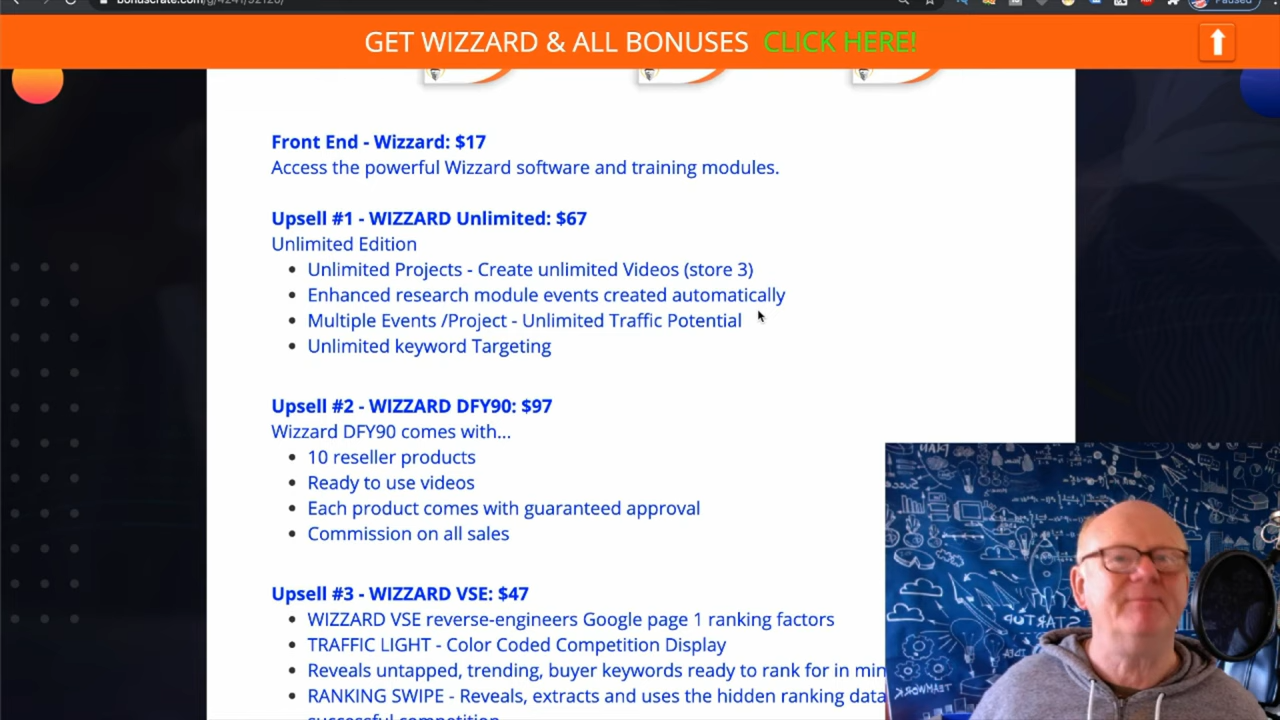 GET WIZZARD & ALL BONUSES CLICK HERE!
Front End - Wizzard: $17
Access the powerful Wizzard software and training modules.
Upsell #1 - WIZZARD Unlimited: $67
Unlimited Edition
Unlimited Projects - Create unlimited Videos (store 3)
Enhanced research module events created automatically
Multiple Events /Project - Unlimited Traffic Potential
Unlimited keyword Targeting
Upsell #2 - WIZZARD DFY90: $97
Wizzard DFY90 comes with...
10 reseller products
Ready to use videos
Each product comes with guaranteed approval
Commission on all sales
Upsell #3 - WIZZARD VSE: $47
WIZZARD VSE reverse-engineers Google page 1 ranking factors
TRAFFIC LIGHT - Color Coded Competition Display
Reveals untapped, trending, buyer keywords ready to rank for in min
RANKING SWIPE - Reveals, extracts and uses the hidden ranking data
START UP
TEAMWORK